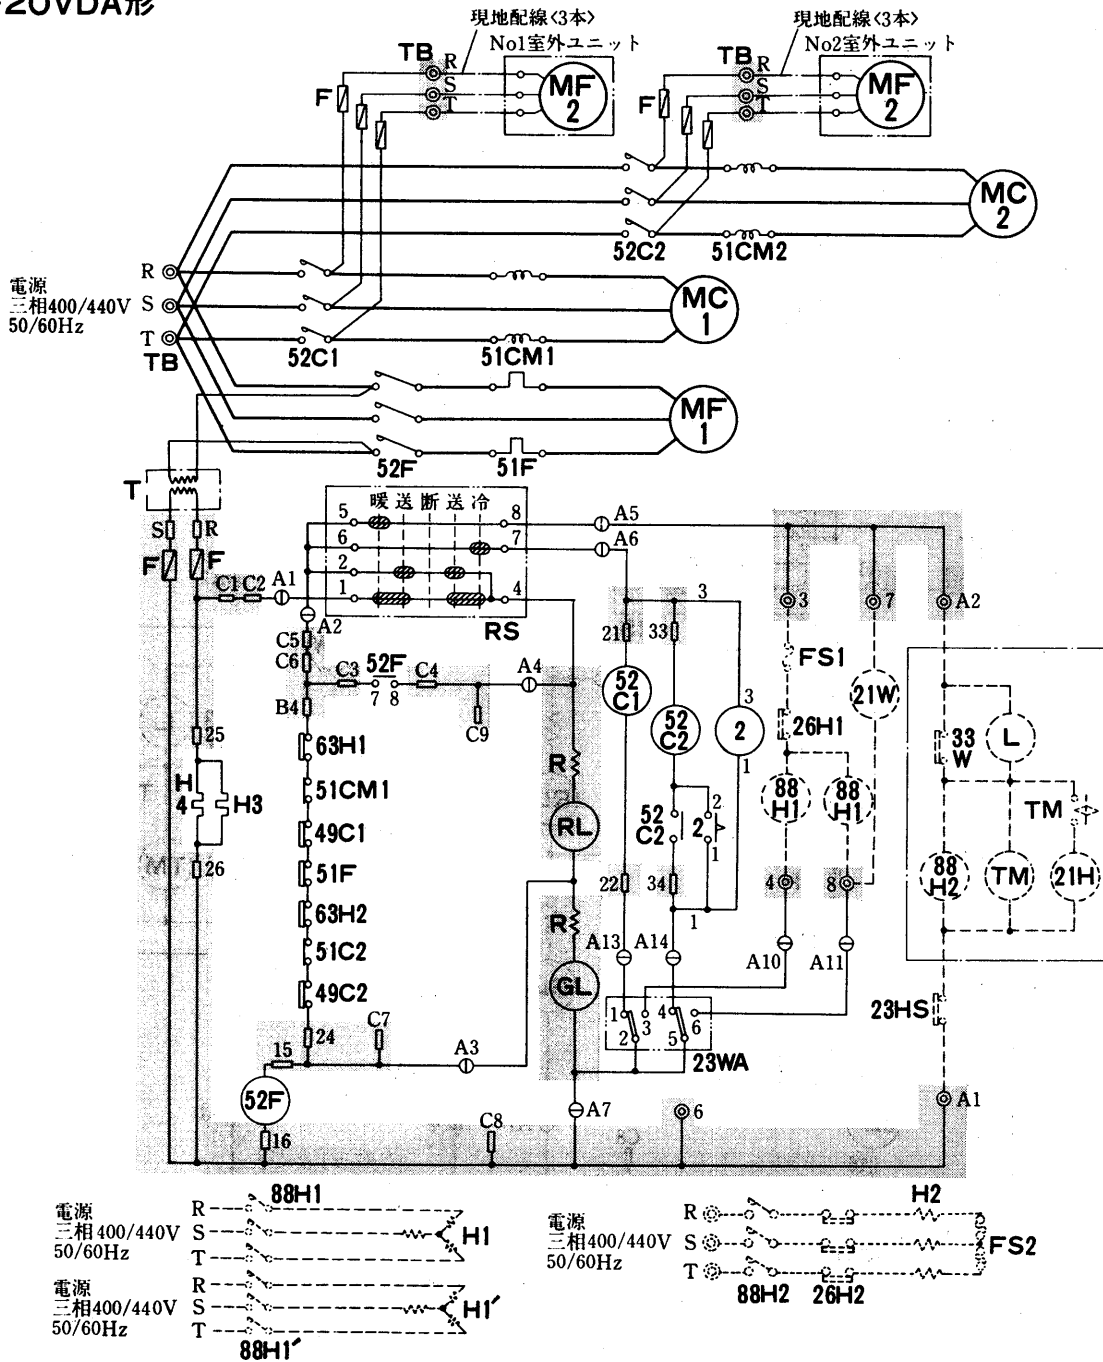 20VDA形
現地配線〈3本〉
No1室外ユニット
現地配線〈3本〉
No2室外ユニット
TB R S T
F
MF 2
TB R S T
F
MF 2
MC 2
52C2 51CM2
電源
三相400/440V
50/60Hz
R
S
T
TB
MC 1
52C1 51CM1
MF 1
52F 51F
T
S R
F F
C1 C2 A1
暖 送 断 送 冷
5 8
6 7
2
1 4
RS
A5
A6
A2
C5
C6
C3 52F C4
7 8
A4
C9
B4
63H1
51CM1
49C1
51F
63H2
51C2
49C2
24
C7
15
A3
52F
16
C8
25
H4 H3
26
R
RL
R
GL
A7
21
52 C1
22
A13
33
52 C2
52 C2
34
A14
3
3
2
1
2
2
1
1
1 2 3 4 5 6
23WA
3
FS1
26H1
88 H1
88 H1
4
8
A10 A11
7
21W
A2
33 W
L
TM
88 H2
TM
21H
23HS
A1
6
電源
三相400/440V
50/60Hz
R
S
T
88H1
H1
電源
三相400/440V
50/60Hz
R
S
T
88H1′
H1′
電源
三相400/440V
50/60Hz
R
S
T
H2
FS2
88H2 26H2